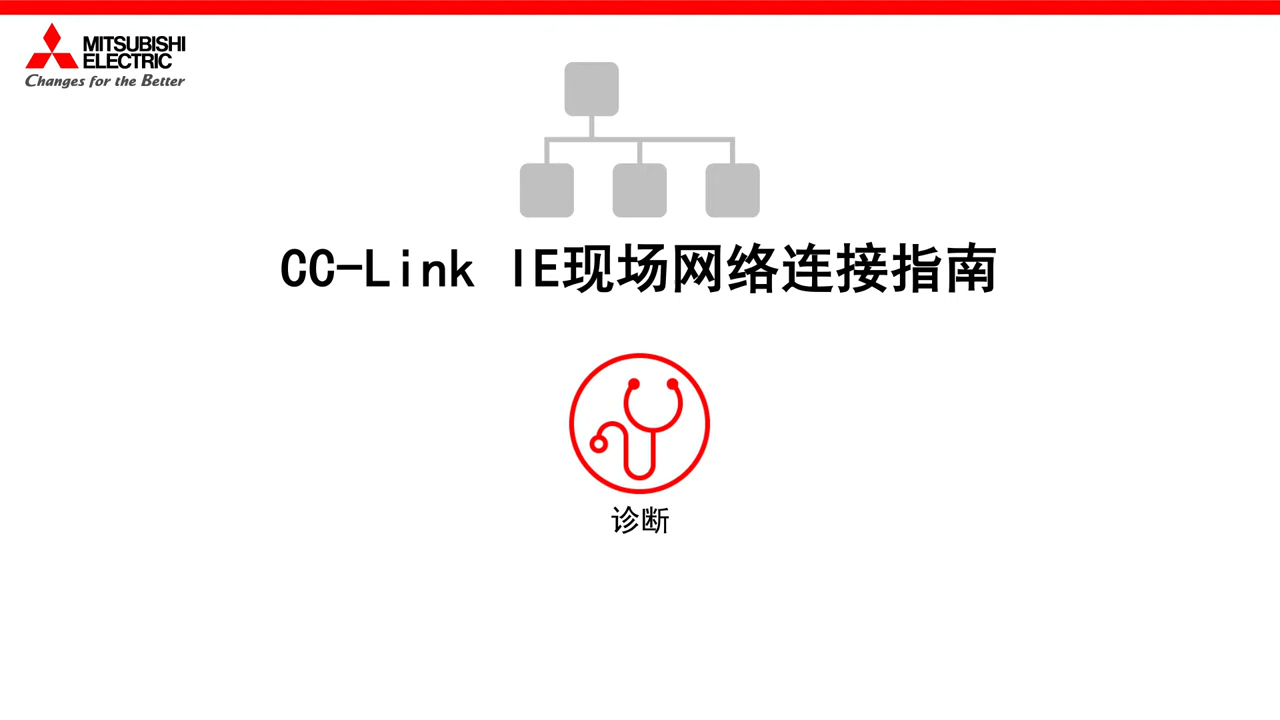 MITSUBISHI
ELECTRIC
Changes for the Better
CC-Link IE现场网络连接指南
诊断